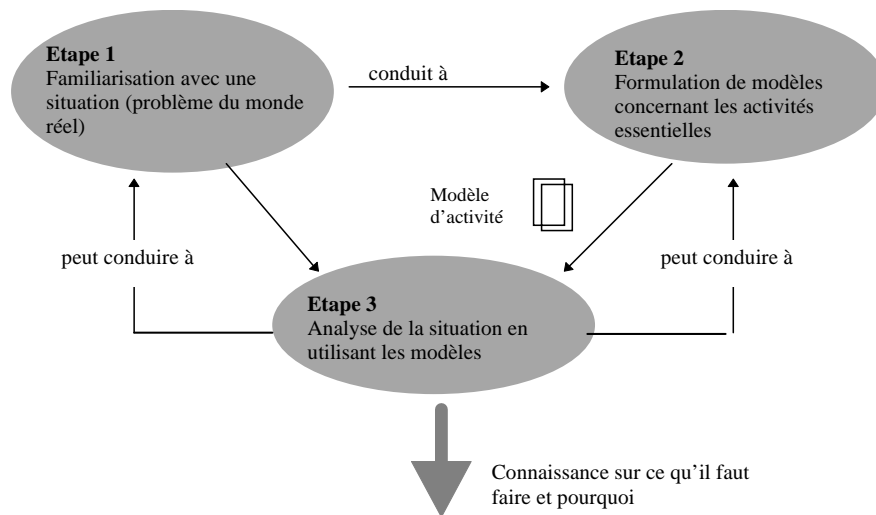 Etape 1
Familiarisation avec une
situation (problème du monde
réel)
conduit à
Etape 2
Formulation de modèles
concernant les activités
essentielles
Modèle
d'activité
peut conduire à
peut conduire à
Etape 3
Analyse de la situation en
utilisant les modèles
Connaissance sur ce qu'il faut
faire et pourquoi